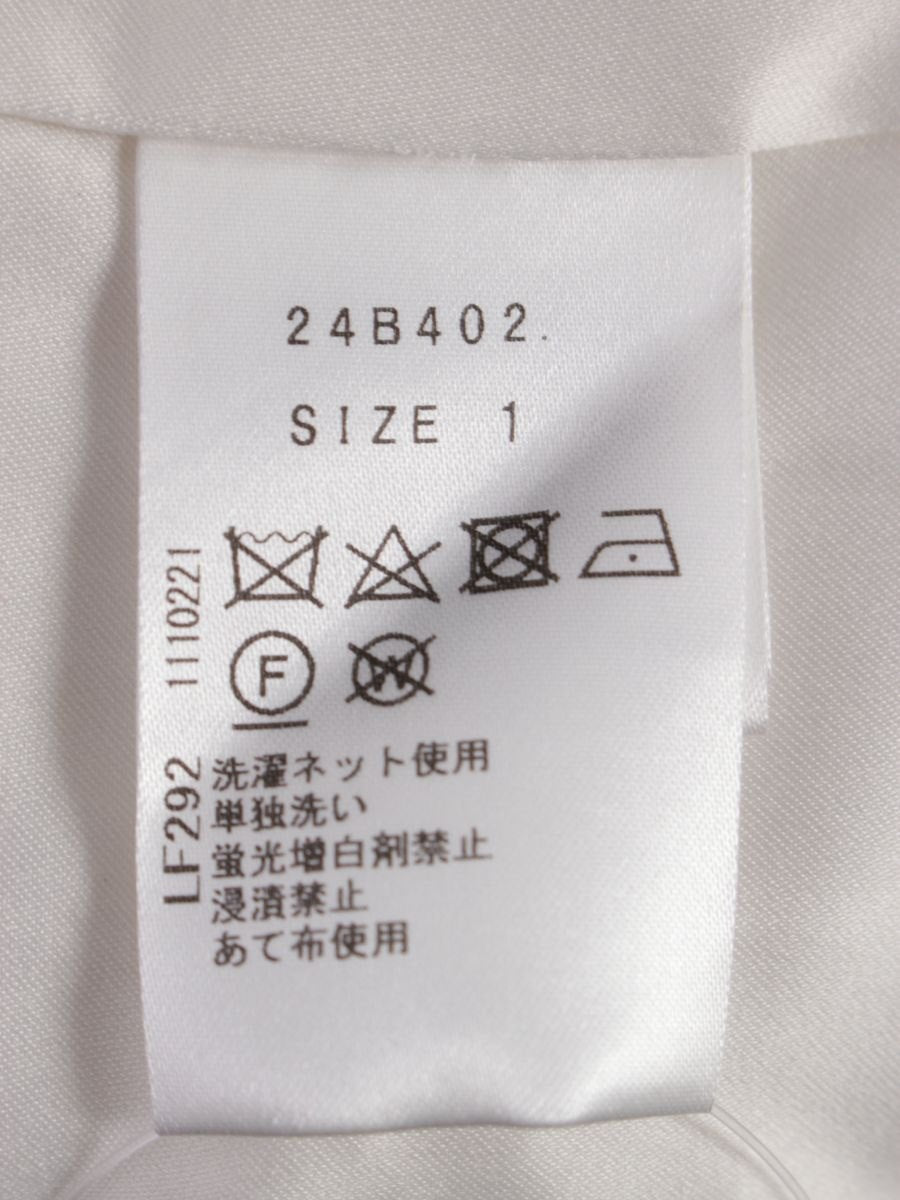 24B402.
SIZE 1
1110221
F
W
LF292
洗濯ネット使用
単独洗い
蛍光増白剤禁止
浸漬禁止
あて布使用